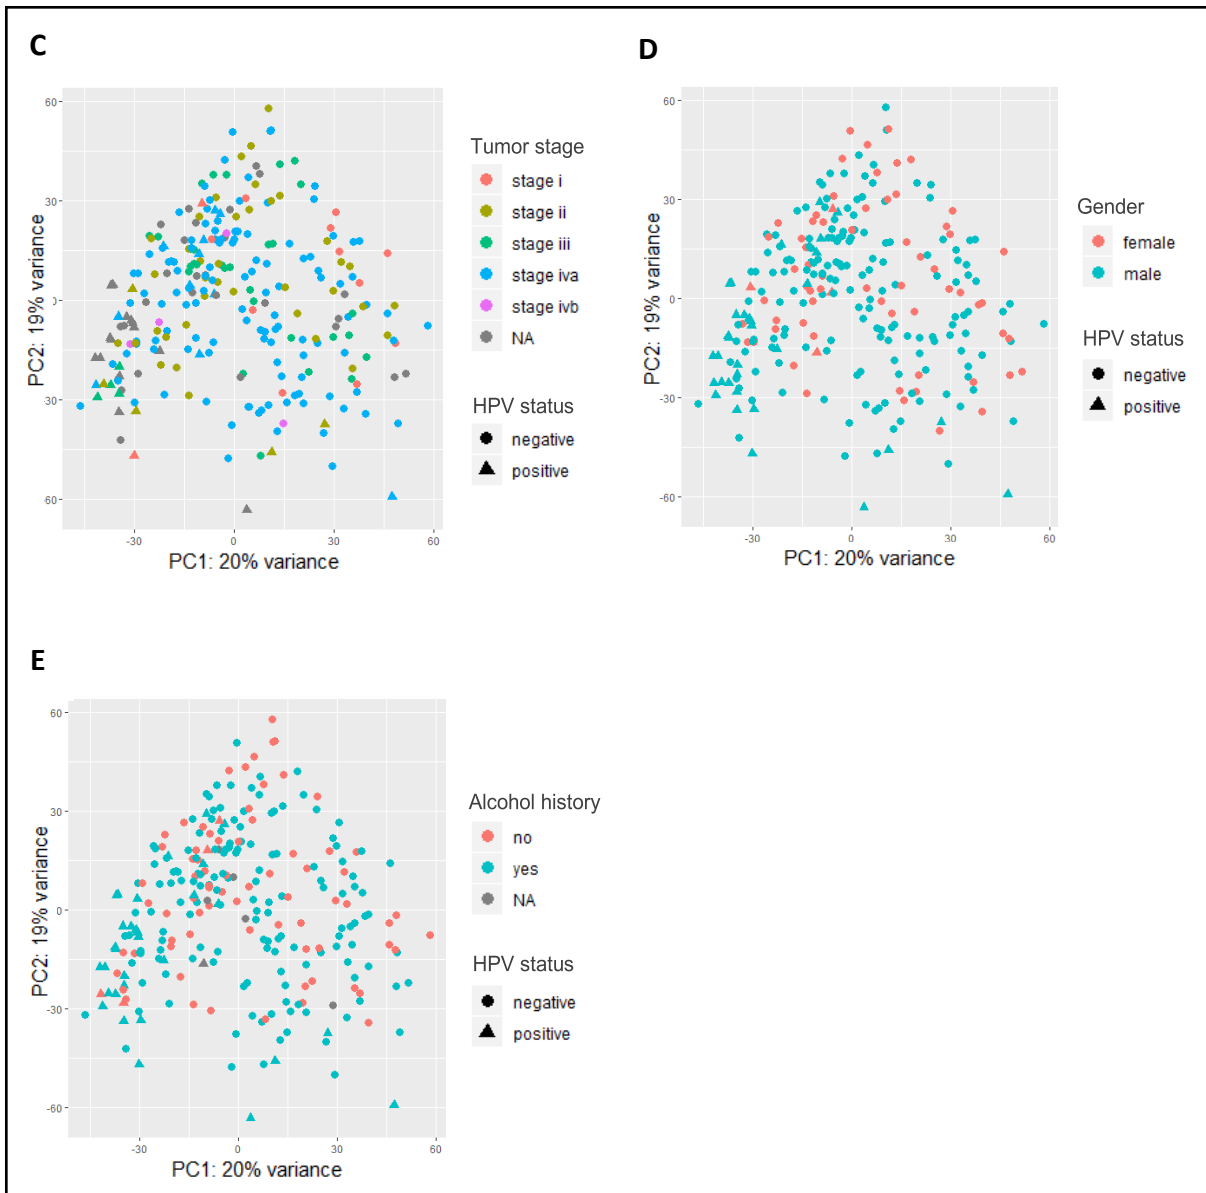 C
60
30
0
30
60
-30
0
30
60
PC2: 19% variance
PC1: 20% variance
Tumor stage
stage i
stage ii
stage iii
stage iva
stage ivb
NA
HPV status
negative
positive
D
60
30
0
-30
-60
-30
0
30
60
PC2: 19% variance
PC1: 20% variance
Gender
female
male
HPV status
negative
positive
E
60
30
0
-30
-60
-30
0
30
60
PC2: 19% variance
PC1: 20% variance
Alcohol history
no
yes
NA
HPV status
negative
positive